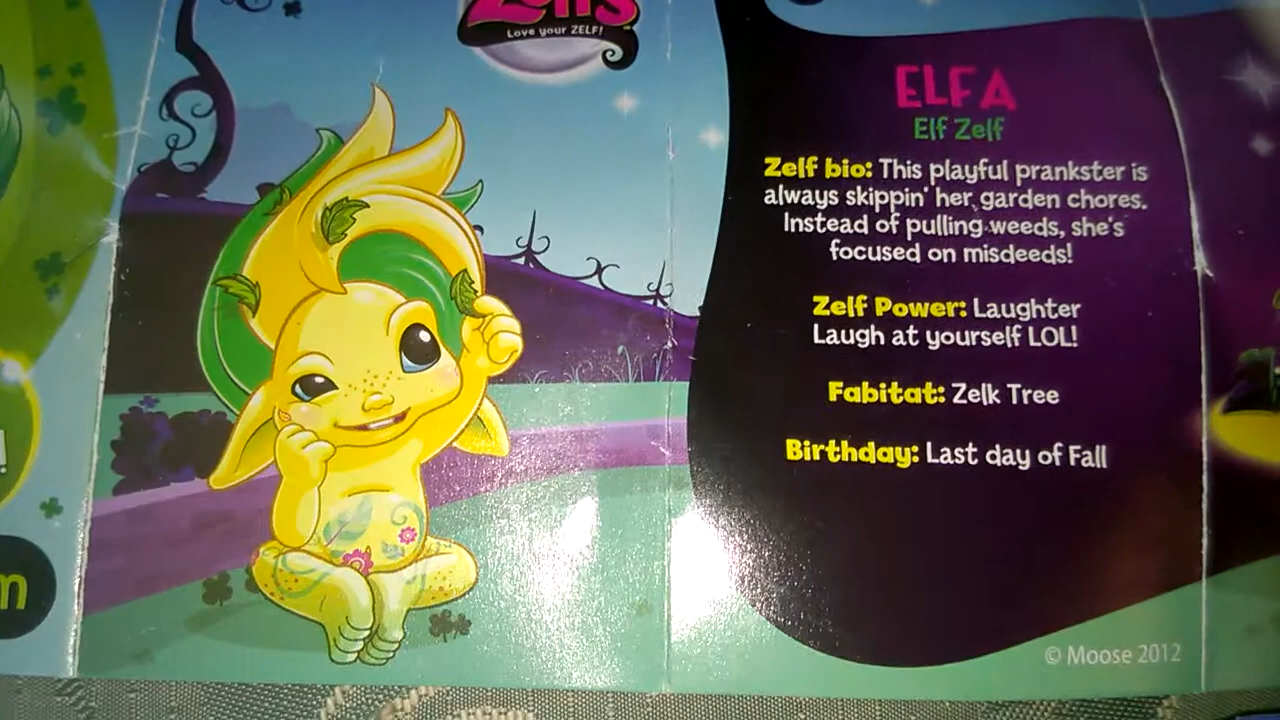 Zelfs
Love your ZELF!
ELFA
Elf Zelf
Zelf bio: This playful prankster is
always skippin' her garden chores.
Instead of pulling weeds, she's
focused on misdeeds!
Zelf Power: Laughter
Laugh at yourself LOL!
Fabitat: Zelk Tree
Birthday: Last day of Fall
© Moose 2012